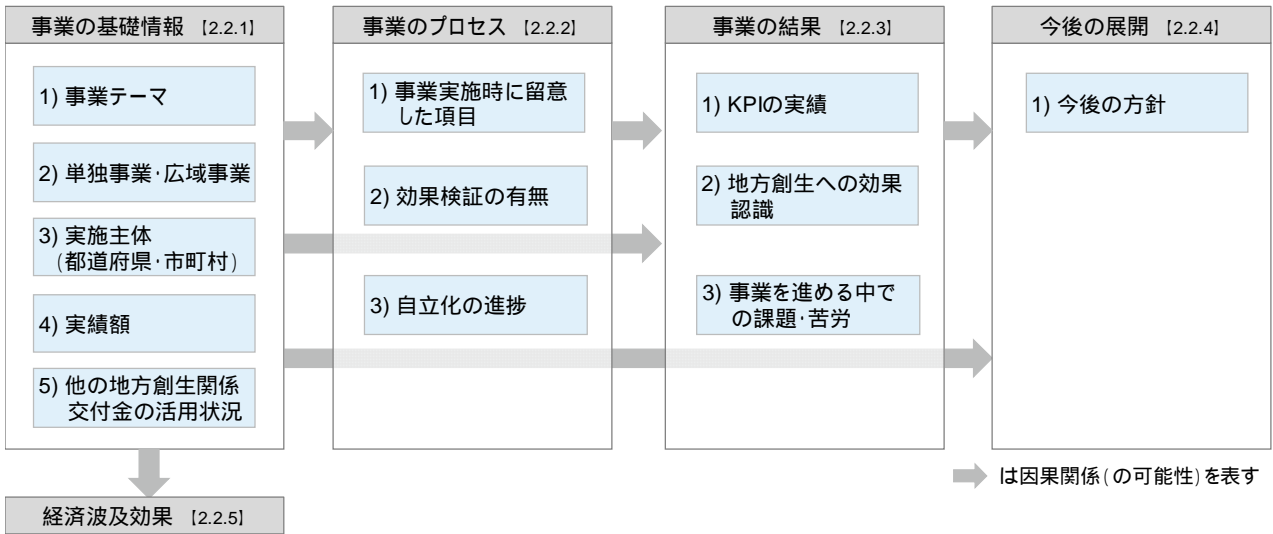 事業の基礎情報 [2.2.1]
1) 事業テーマ
2) 単独事業・広域事業
3) 実施主体
(都道府県・市町村)
4) 実績額
5) 他の地方創生関係
交付金の活用状況
事業のプロセス [2.2.2]
1) 事業実施時に留意
した項目
2) 効果検証の有無
3) 自立化の進捗
事業の結果 [2.2.3]
1) KPIの実績
2) 地方創生への効果
認識
3) 事業を進める中で
の課題・苦労
今後の展開 [2.2.4]
1) 今後の方針
は因果関係(の可能性)を表す
経済波及効果 [2.2.5]